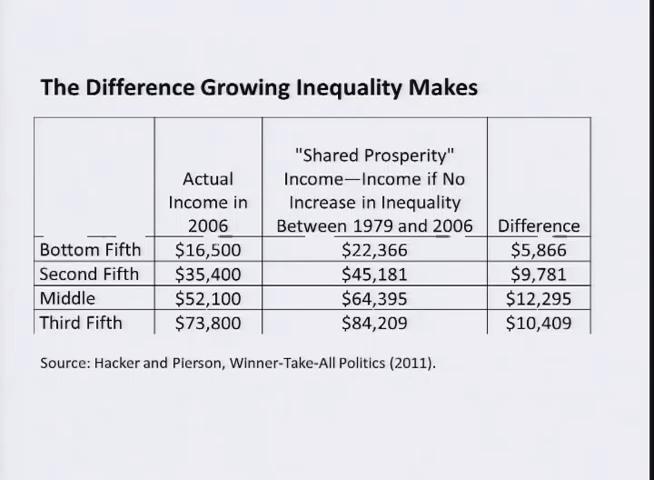 The Difference Growing Inequality Makes
"Shared Prosperity"
Actual Income—Income if No
Income in Increase in Inequality
2006 Between 1979 and 2006 Difference
Bottom Fifth $16,500 $22,366 $5,866
Second Fifth $35,400 $45,181 $9,781
Middle $52,100 $64,395 $12,295
Third Fifth $73,800 $84,209 $10,409
Source: Hacker and Pierson, Winner-Take-All Politics (2011).